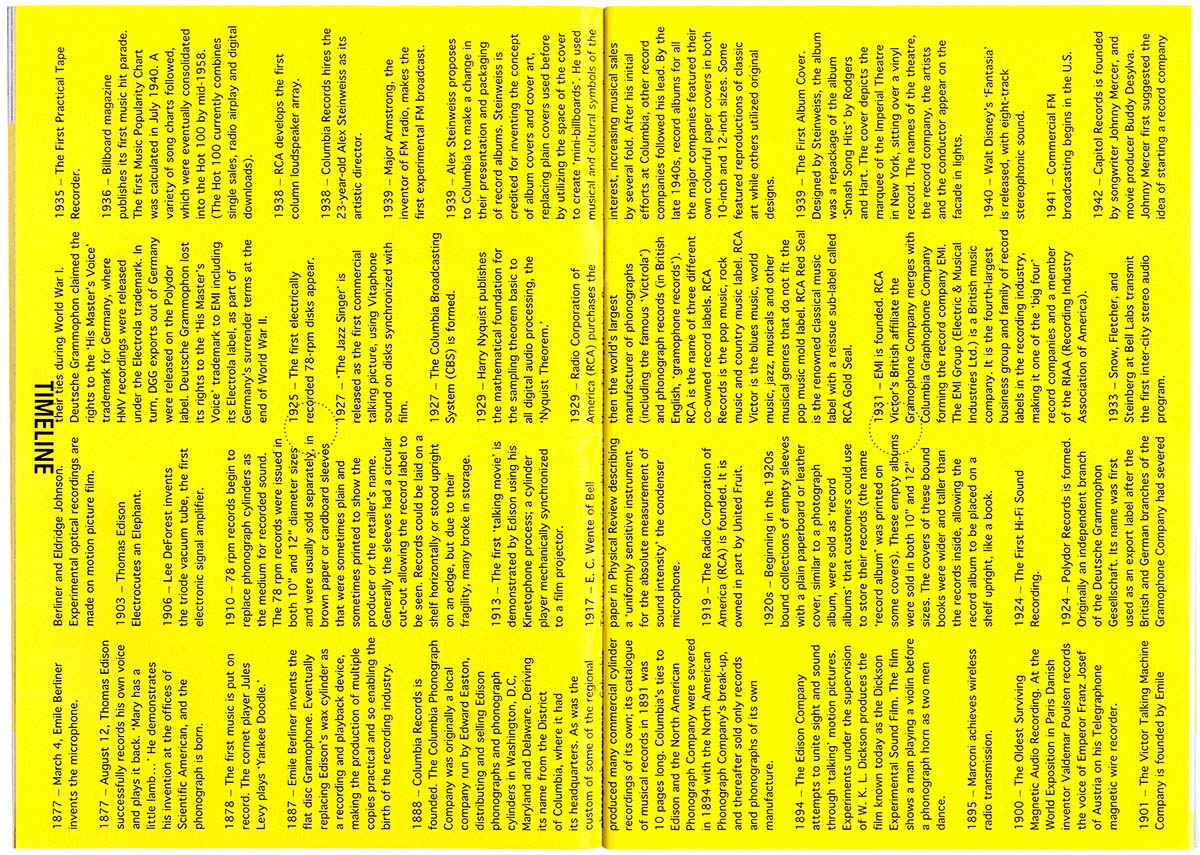 TIMELINE
1877 – March 4, Emile Berliner
invents the microphone.
1877 – August 12, Thomas Edison
successfully records his own voice
and plays it back. 'Mary has a
little lamb…' He demonstrates
his invention at the offices of
Scientific American, and the
phonograph is born.
1878 – The first music is put on
record. The cornet player Jules
Levy plays 'Yankee Doodle.'
1887 – Emile Berliner invents the
flat disc Gramophone. Eventually
replacing Edison's wax cylinder as
a recording and playback device,
making the production of multiple
copies practical and so enabling the
birth of the recording industry.
1888 – Columbia Records is
founded. The Columbia Phonograph
Company was originally a local
company run by Edward Easton,
distributing and selling Edison
phonographs and phonograph
cylinders in Washington, D.C,
Maryland and Delaware. Deriving
its name from the District
of Columbia, where it had
its headquarters. As was the
custom of some of the regional
produced many commercial cylinder
recordings of its own; its catalogue
of musical records in 1891 was
10 pages long. Columbia's ties to
Edison and the North American
Phonograph Company were severed
in 1894 with the North American
Phonograph Company's break-up,
and thereafter sold only records
and phonographs of its own
manufacture.
1894 – The Edison Company
attempts to unite sight and sound
through 'talking' motion pictures.
Experiments under the supervision
of W. K. L. Dickson produces the
film known today as the Dickson
Experimental Sound Film. The film
shows a man playing a violin before
a phonograph horn as two men
dance.
1895 – Marconi achieves wireless
radio transmission.
1900 – The Oldest Surviving
Magnetic Audio Recording. At the
World Exposition in Paris Danish
inventor Valdemar Poulsen records
the voice of Emperor Franz Josef
of Austria on his Telegraphone
magnetic wire recorder.
1901 – The Victor Talking Machine
Company is founded by Emile
Berliner and Eldridge Johnson.
Experimental optical recordings are
made on motion picture film.
1903 – Thomas Edison
Electrocutes an Elephant.
1906 – Lee DeForest invents
the triode vacuum tube, the first
electronic signal amplifier.
1910 – 78 rpm records begin to
replace phonograph cylinders as
the medium for recorded sound.
The 78 rpm records were issued in
both 10" and 12" diameter sizes
and were usually sold separately, in
brown paper or cardboard sleeves
that were sometimes plain and
sometimes printed to show the
producer or the retailer's name.
Generally the sleeves had a circular
cut-out allowing the record label to
be seen. Records could be laid on a
shelf horizontally or stood upright
on an edge, but due to their
fragility, many broke in storage.
1913 – The first 'talking movie' is
demonstrated by Edison using his
Kinetophone process; a cylinder
player mechanically synchronized
to a film projector.
1917 – E. C. Wente of Bell
paper in Physical Review describing
a 'uniformly sensitive instrument
for the absolute measurement of
sound intensity' the condenser
microphone.
1919 – The Radio Corporation of
America (RCA) is founded. It is
owned in part by United Fruit.
1920s –Beginning in the 1920s
bound collections of empty sleeves
with a plain paperboard or leather
cover, similar to a photograph
album, were sold as 'record
albums' that customers could use
to store their records (the name
'record album' was printed on
some covers). These empty albums
were sold in both 10" and 12"
sizes. The covers of these bound
books were wider and taller than
the records inside, allowing the
record album to be placed on a
shelf upright, like a book.
1924 – The First Hi-Fi Sound
Recording.
1924 – Polydor Records is formed.
Originally an independent branch
of the Deutsche Grammophon
Gesellschaft. Its name was first
used as an export label after the
British and German branches of the
Gramophone Company had severed
their ties during World War I.
Deutsche Grammophon claimed the
rights to the 'His Master's Voice'
trademark for Germany, where
HMV recordings were released
under the Electrola trademark. In
turn, DGG exports out of Germany
were released on the Polydor
label. Deutsche Grammophon lost
its rights to the 'His Master's
Voice' trademark to EMI including
its Electrola label, as part of
Germany's surrender terms at the
end of World War II.
1925 – The first electrically
recorded 78-rpm disks appear.
1927 – 'The Jazz Singer' is
released as the first commercial
talking picture, using Vitaphone
sound on disks synchronized with
film.
1927 – The Columbia Broadcasting
System (CBS) is formed.
1929 – Harry Nyquist publishes
the mathematical foundation for
the sampling theorem basic to
all digital audio processing, the
'Nyquist Theorem.'
1929 – Radio Corporation of
America (RCA) purchases the
then the world's largest
manufacturer of phonographs
(including the famous 'Victrola')
and phonograph records (in British
English, 'gramophone records').
RCA is the name of three different
co-owned record labels. RCA
Records is the pop music, rock
music and country music label. RCA
Victor is the blues music, world
music, jazz, musicals and other
musical genres that do not fit the
pop music mold label. RCA Red Seal
is the renowned classical music
label with a reissue sub-label called
RCA Gold Seal.
1931 – EMI is founded. RCA
Victor's British affiliate the
Gramophone Company merges with
Columbia Graphophone Company
forming the record company EMI.
The EMI Group (Electric & Musical
Industries Ltd.) is a British music
company. It is the fourth-largest
business group and family of record
labels in the recording industry,
making it one of the 'big four'
record companies and a member
of the RIAA (Recording Industry
Association of America).
1933 – Snow, Fletcher, and
Steinberg at Bell Labs transmit
the first inter-city stereo audio
program.
1935 – The First Practical Tape
Recorder.
1936 – Billboard magazine
publishes its first music hit parade.
The first Music Popularity Chart
was calculated in July 1940. A
variety of song charts followed,
which were eventually consolidated
into the Hot 100 by mid-1958.
(The Hot 100 currently combines
single sales, radio airplay and digital
downloads).
1938 – RCA develops the first
column loudspeaker array.
1938 – Columbia Records hires the
23-year-old Alex Steinweiss as its
artistic director.
1939 – Major Armstrong, the
inventor of FM radio, makes the
first experimental FM broadcast.
1939 – Alex Steinweiss proposes
to Columbia to make a change in
their presentation and packaging
of record albums. Steinweiss is
credited for inventing the concept
of album covers and cover art,
replacing plain covers used before
by utilizing the space of the cover
to create 'mini-billboards'. He used
musical and cultural symbols of the
interest, increasing musical sales
by several fold. After his initial
efforts at Columbia, other record
companies followed his lead. By the
late 1940s, record albums for all
the major companies featured their
own colourful paper covers in both
10-inch and 12-inch sizes. Some
featured reproductions of classic
art while others utilized original
designs.
1939 – The First Album Cover.
Designed by Steinweiss, the album
was a repackage of the album
'Smash Song Hits' by Rodgers
and Hart. The cover depicts the
marquee of the Imperial Theatre
in New York, sitting over a vinyl
record. The names of the theatre,
the record company, the artists
and the conductor appear on the
facade in lights.
1940 – Walt Disney's 'Fantasia'
is released, with eight-track
stereophonic sound.
1941 – Commercial FM
broadcasting begins in the U.S.
1942 – Capitol Records is founded
by songwriter Johnny Mercer, and
movie producer Buddy Desylva.
Johnny Mercer first suggested the
idea of starting a record company